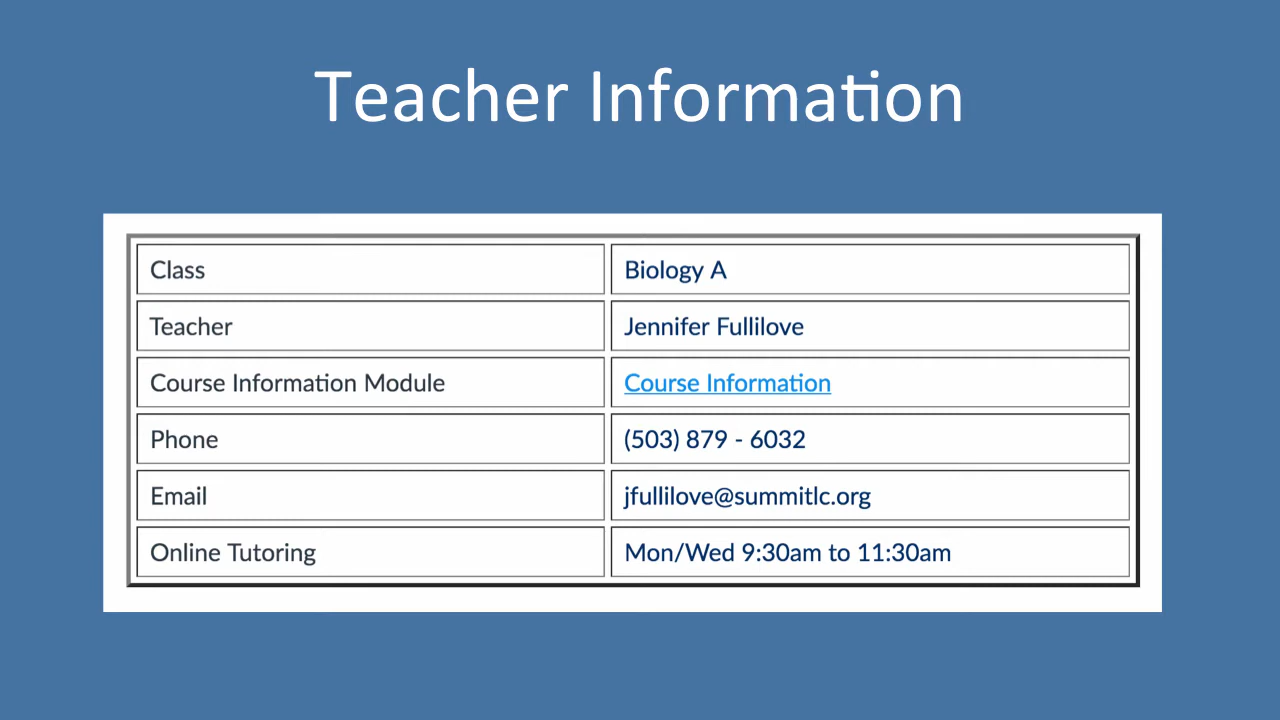 Teacher Information
Class
Biology A
Teacher
Jennifer Fullilove
Course Information Module
Course Information
Phone
(503) 879 - 6032
Email
jfullilove@summitlc.org
Online Tutoring
Mon/Wed 9:30am to 11:30am